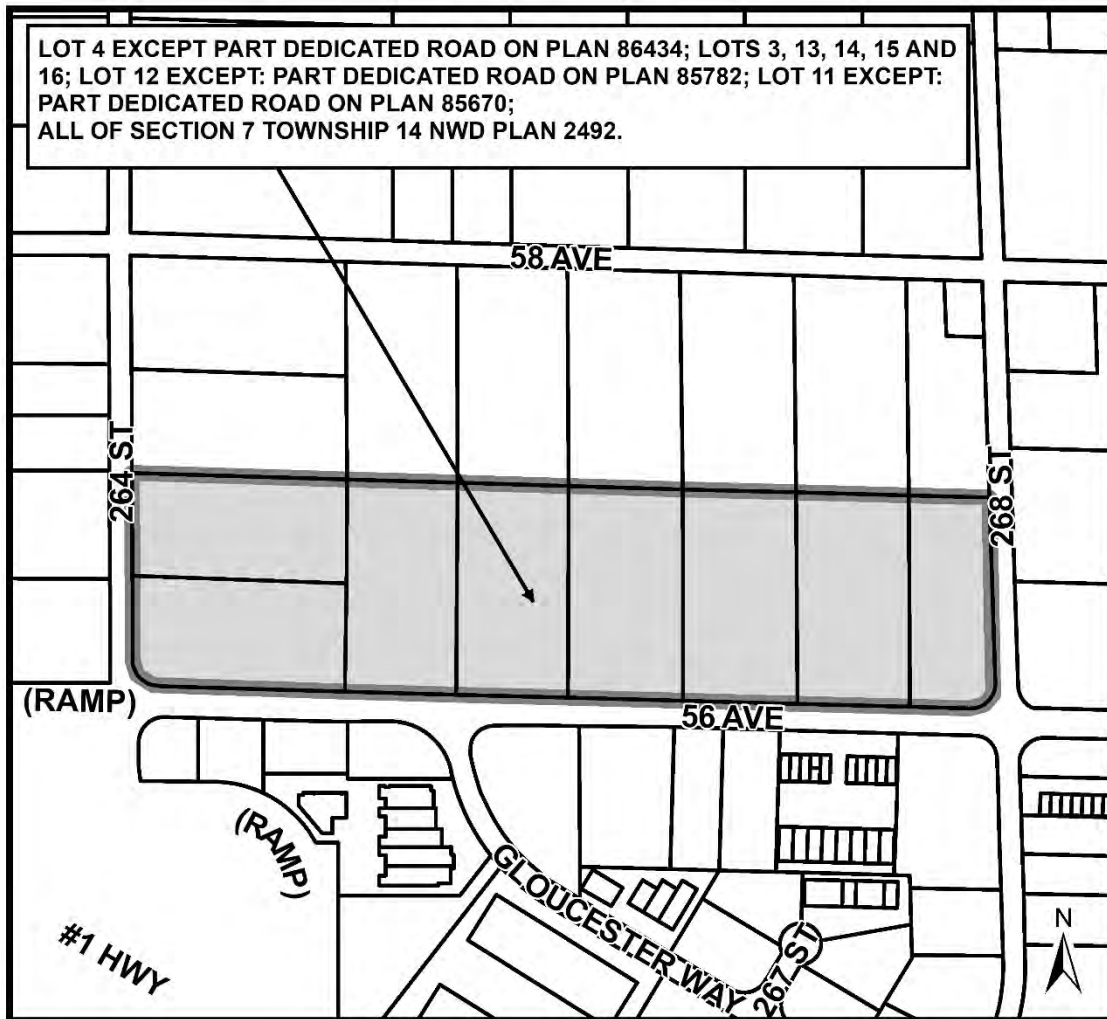 LOT 4 EXCEPT PART DEDICATED ROAD ON PLAN 86434; LOTS 3, 13, 14, 15 AND
16; LOT 12 EXCEPT: PART DEDICATED ROAD ON PLAN 85782; LOT 11 EXCEPT:
PART DEDICATED ROAD ON PLAN 85670;
ALL OF SECTION 7 TOWNSHIP 14 NWD PLAN 2492.
58 AVE
264 ST
268 ST
(RAMP)
56 AVE
(RAMP)
GLOUCESTER WAY
267 ST
#1 HWY
N